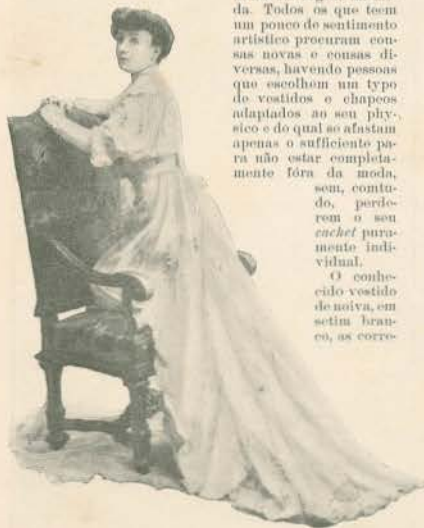 da. Todos os que teem
um pouco de sentimento
artistico procuram cou-
sas novas e cousas di-
versas, havendo pessoas
que escolhem um typo
de vestidos e chapeos
adaptados ao seu phy-
sico e do qual se afastam
apenas o sufficiente pa-
ra não estar completa-
mente fóra da moda,
sem, comtu-
do, perde-
rem o seu
cachet pura-
mente indi-
vidual.
O conhe-
cido vestido
de noiva, em
setim bran-
co, as corre-